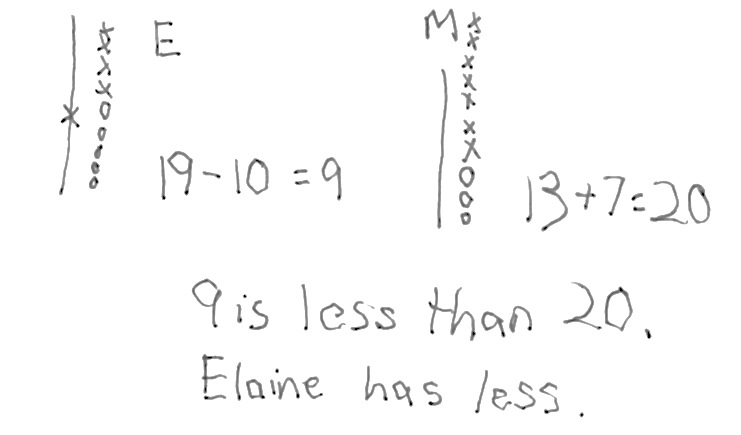 E
M
19-10=9
13+7=20
9 is less than 20.
Elaine has less.